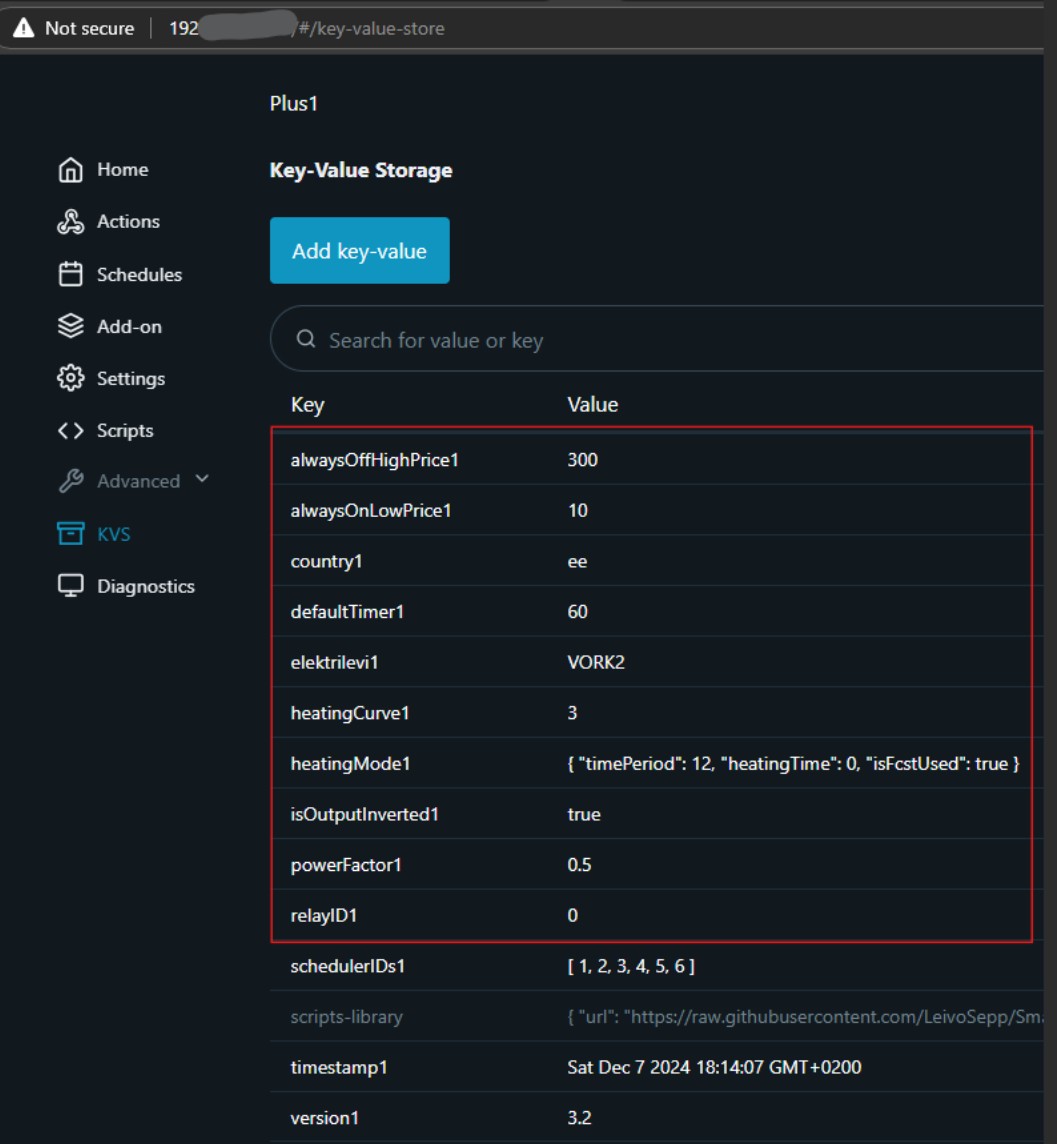 Not secure | 192 /#/key-value-store
Plus1
Home
Actions
Schedules
Add-on
Settings
Scripts
Advanced
KVS
Diagnostics
Key-Value Storage
Add key-value
Search for value or key
Key Value
alwaysOffHighPrice1 300
alwaysOnLowPrice1 10
country1 ee
defaultTimer1 60
elektrilevi1 VORK2
heatingCurve1 3
heatingMode1 { "timePeriod": 12, "heatingTime": 0, "isFcstUsed": true }
isOutputInverted1 true
powerFactor1 0.5
relayID1 0
schedulerIDs1 [ 1, 2, 3, 4, 5, 6 ]
scripts-library { "url": "https://raw.githubusercontent.com/LeivoSepp/Sm
timestamp1 Sat Dec 7 2024 18:14:07 GMT+0200
version1 3.2